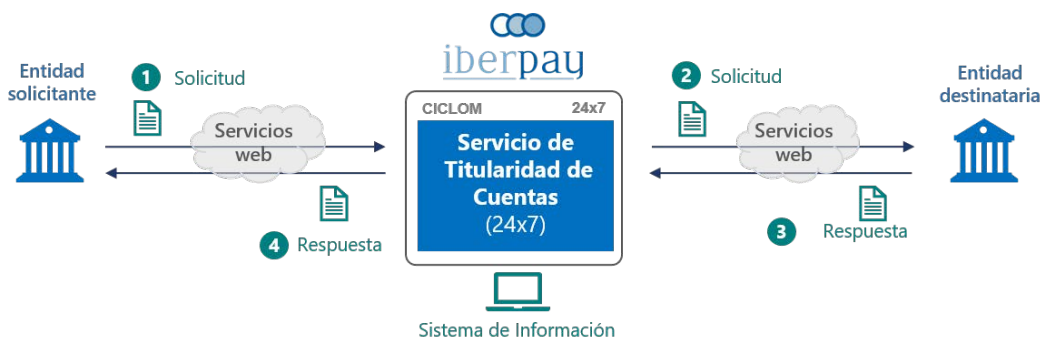 iberpay
Entidad
solicitante
1 Solicitud
Servicios
web
4 Respuesta
CICLOM 24x7
Servicio de
Titularidad de
Cuentas
(24x7)
Sistema de Información
2 Solicitud
Servicios
web
3 Respuesta
Entidad
destinataria